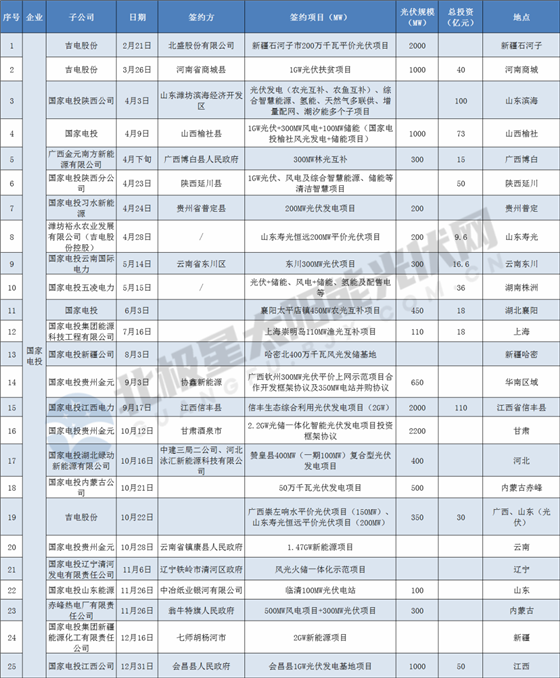 序号 企业 子公司 日期 签约方 签约项目（MW） 光伏规模（MW） 总投资（亿元） 地点
国家电投
1 吉电股份 2月21日 北盛股份有限公司 新疆石河子市200万千瓦平价光伏项目 2000 新疆石河子
2 吉电股份 3月26日 河南省商城县 1GW光伏扶贫项目 1000 40 河南商城
3 国家电投陕西公司 4月3日 山东潍坊滨海经济开发区 光伏发电（农光互补、农鱼互补）、综合智慧能源、氢能、天然气多联供、增量配网、潮汐能多个子项目 100 山东滨海
4 国家电投 4月9日 山西榆社县 1GW光伏+300MW风电+100MW储能（国家电投榆社风光发电+储能项目） 1000 73 山西榆社
5 广西金元南方新能源有限公司 4月下旬 广西博白县人民政府 300MW林光互补 300 15 广西博白
6 国家电投陕西分公司 4月23日 陕西延川县 1GW光伏、风电及综合智慧能源、储能等清洁智慧项目 50 陕西延川
7 国家电投习水新能源 4月24日 贵州省普定县 200MW光伏发电项目 200 贵州普定
8 潍坊裕永农业发展有限公司（吉电股份控股） 4月28日 / 山东寿光恒远200MW平价光伏项目 200 9.6 山东寿光
9 国家电投云南国际电力 5月14日 云南省东川区 东川300MW光伏项目 300 16.6 云南东川
10 国家电投五凌电力 5月15日 / 光伏+储能、风电+储能、氢能及配售电等 36 湖南株洲
11 国家电投 6月3日 襄阳太平店镇450MW农光互补项目 450 18 湖北襄阳
12 国家电投集团能源科技工程有限公司 7月16日 上海崇明岛110MW渔光互补项目 110 18 上海
13 国家电投新疆公司 8月3日 哈密北400万千瓦风光发储基地 新疆哈密
14 国家电投贵州金元 9月3日 协鑫新能源 广西钦州300MW光伏平价上网示范项目合作开发框架协议及350MW电站并购协议 650 华南区域
15 国家电投江西电力 9月17日 江西信丰县 信丰生态综合利用光伏发电项目（2GW） 2000 110 江西省信丰县
16 国家电投贵州金元 10月12日 甘肃酒泉市 2.2GW光储一体化智能光伏发电项目投资框架协议 2200 甘肃
17 国家电投湖北绿动新能源有限公司 10月16日 中建三局二公司、河北泳汇新能源科技有限公司 赞皇县400MW（一期100MW）复合型光伏发电项目 400 河北
18 国家电投内蒙古公司 10月21日 50万千瓦光伏发电项目 500 内蒙古赤峰
19 吉电股份 10月22日 广西崇左响水平价光伏项目（150MW）、山东寿光恒远平价光伏项目（200MW） 350 30 广西、山东（光伏）
20 国家电投贵州金元 10月28日 云南省镇康县人民政府 1.47GW新能源项目 云南
21 国家电投辽宁清河发电有限责任公司 11月6日 辽宁铁岭市清河区政府 风光火储一体化示范项目 辽宁
22 国家电投山东能源 11月26日 中冶纸业银河有限公司 临清100MW光伏电站 100 山东
23 赤峰热电厂有限责任公司 11月26日 翁牛特旗人民政府 500MW风电项目+300MW光伏项目 300 内蒙古
24 国家电投集团新疆能源化工有限责任公司 12月16日 七师胡杨河市 2GW新能源项目 新疆
25 国家电投江西公司 12月31日 会昌县人民政府 会昌县1GW光伏发电基地项目 1000 50 江西
北极星太阳能光伏网